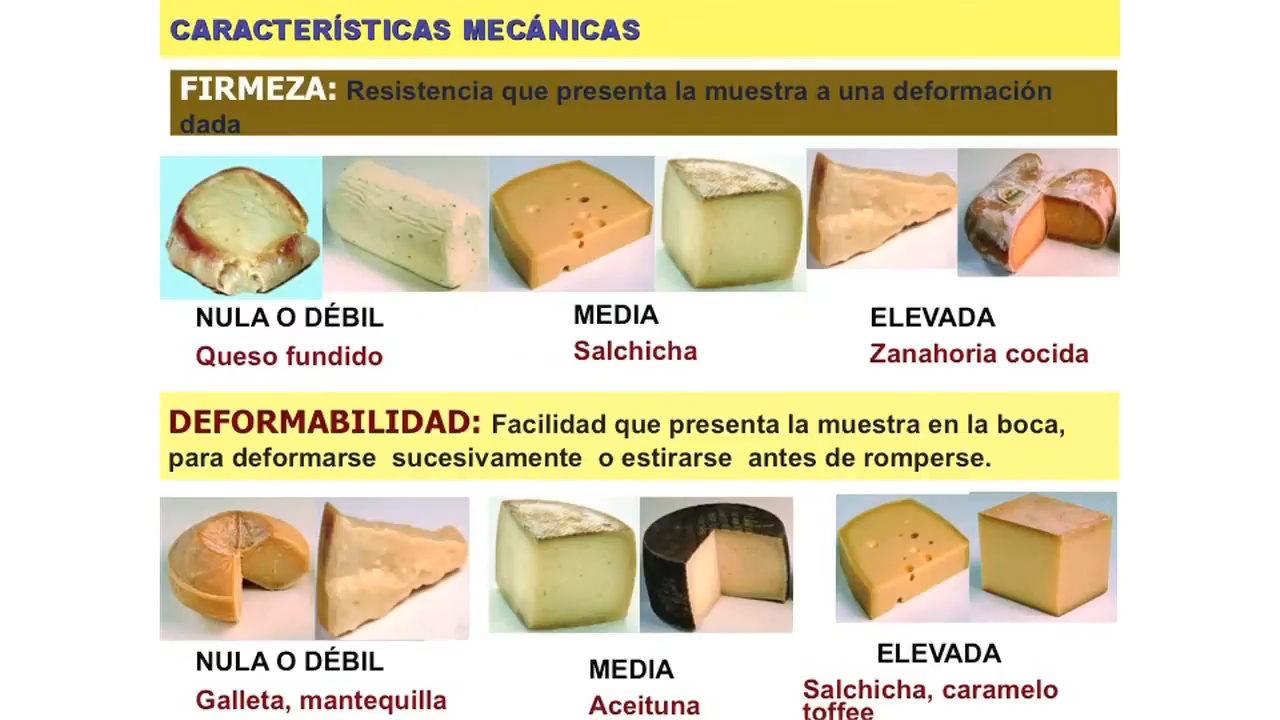 CARACTERÍSTICAS MECÁNICAS
FIRMEZA: Resistencia que presenta la muestra a una deformación
dada
NULA O DÉBIL
Queso fundido
MEDIA
Salchicha
ELEVADA
Zanahoria cocida
DEFORMABILIDAD: Facilidad que presenta la muestra en la boca,
para deformarse sucesivamente o estirarse antes de romperse.
NULA O DÉBIL
Galleta, mantequilla
MEDIA
Aceituna
ELEVADA
Salchicha, caramelo
toffee